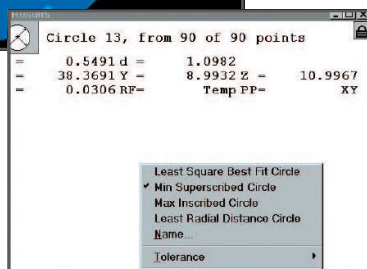 Results
Circle 13, from 90 of 90 points
= 0.5491 d = 1.0982
= 38.3691 Y = 8.9932 Z = 10.9967
= 0.0306 RF= Temp PP= XY
Least Square Best Fit Circle
✓ Min Superscribed Circle
Max Inscribed Circle
Least Radial Distance Circle
Name...
Tolerance